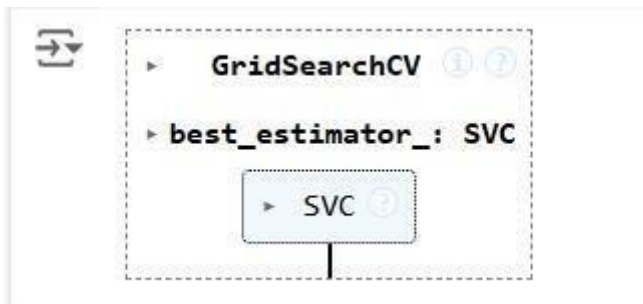 GridSearchCV i ?
best_estimator_: SVC
SVC ?